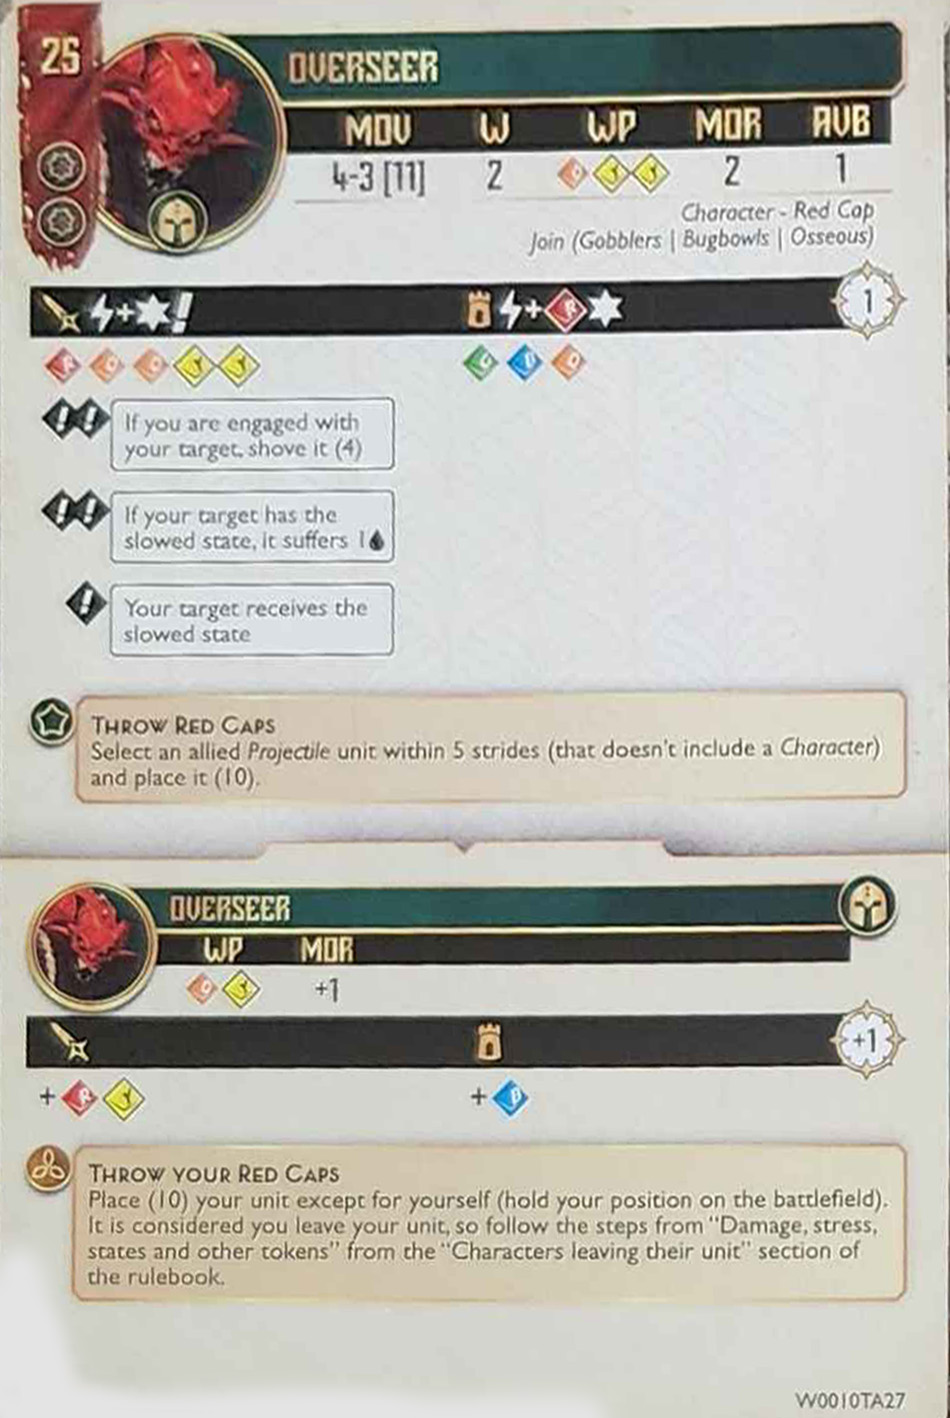 25
OVERSEER
MOV W WP MOR AVB
4-3 [11] 2 O Y Y 2 1
Character - Red Cap
Join (Gobblers | Bugbowls | Osseous)
+ ! + R 1
R O O Y Y G B O
!! If you are engaged with
your target, shove it (4)
!! If your target has the
slowed state, it suffers 1
! Your target receives the
slowed state
THROW RED CAPS
Select an allied Projectile unit within 5 strides (that doesn't include a Character)
and place it (10).
OVERSEER
WP MOR
O Y +1
+1
+ R Y + B
THROW YOUR RED CAPS
Place (10) your unit except for yourself (hold your position on the battlefield).
It is considered you leave your unit, so follow the steps from "Damage, stress,
states and other tokens" from the "Characters leaving their unit" section of
the rulebook.
W0010TA27